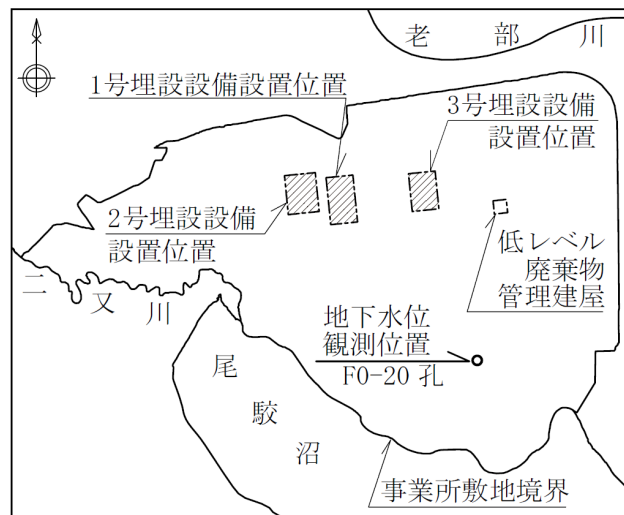 老部川
1号埋設設備設置位置
3号埋設設備
設置位置
2号埋設設備
設置位置
低レベル
廃棄物
管理建屋
二又川
地下水位
観測位置
F0-20 孔
尾駮沼
事業所敷地境界